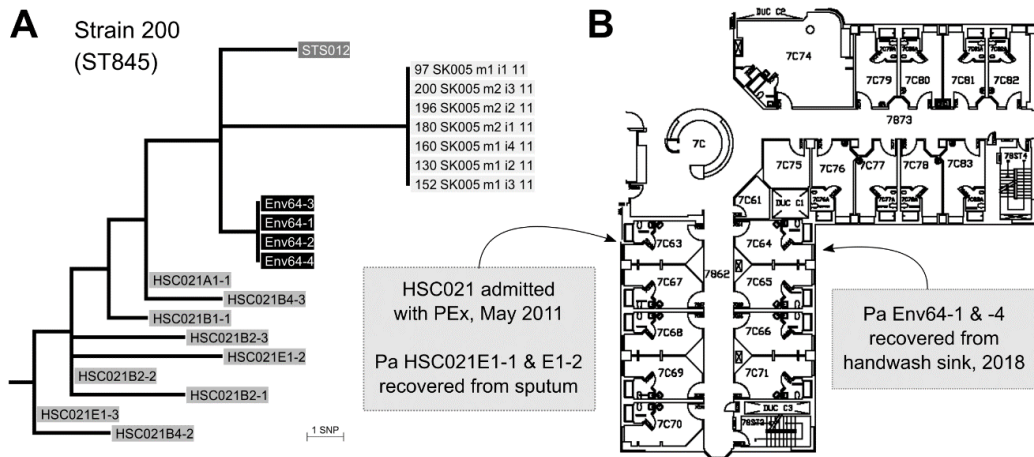 A
Strain 200
(ST845)
STS012
97 SK005 m1 i1 11
200 SK005 m2 i3 11
196 SK005 m2 i2 11
180 SK005 m2 i1 11
160 SK005 m1 i4 11
130 SK005 m1 i2 11
152 SK005 m1 i3 11
Env64-3
Env64-1
Env64-2
Env64-4
HSC021A1-1
HSC021B4-3
HSC021B1-1
HSC021B2-3
HSC021E1-2
HSC021B2-2
HSC021B2-1
HSC021E1-3
HSC021B4-2
1 SNP
B
DUC C2
7C74
7C79
7C80
7C81
7C82
7873
7C
7C75
7C76
7C77
7C78
7C83
78ST4
7C61
DUC C1
7C63
7C64
7862
7C67
7C65
7C68
7C66
7C69
7C71
7C70
DUC C3
HSC021 admitted
with PEx, May 2011
Pa HSC021E1-1 & E1-2
recovered from sputum
Pa Env64-1 & -4
recovered from
handwash sink, 2018